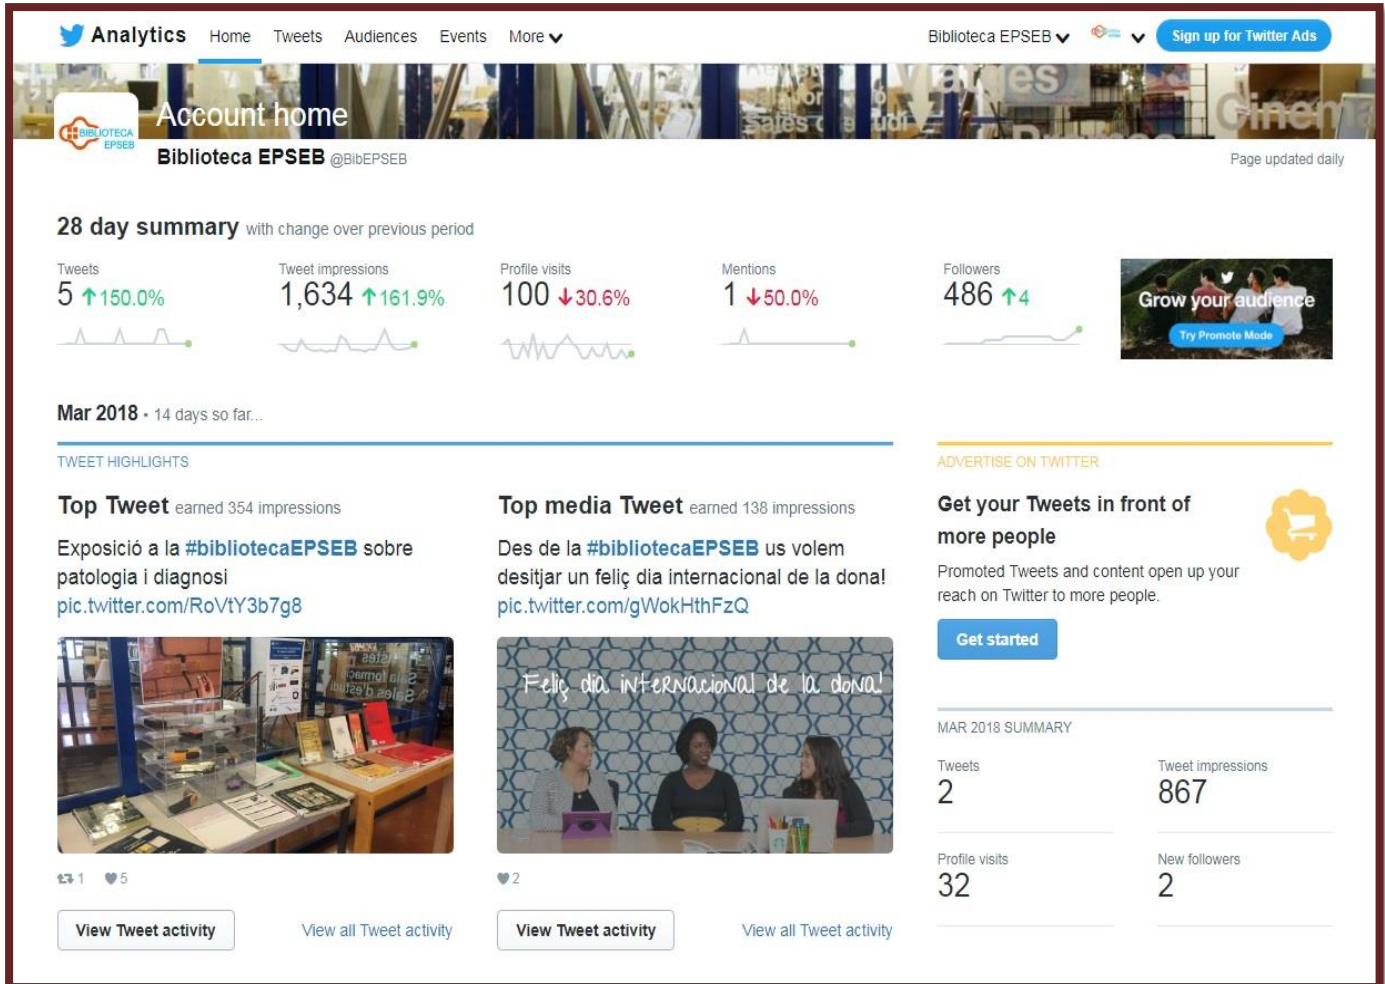 Analytics Home Tweets Audiences Events More Biblioteca EPSEB Sign up for Twitter Ads
Account home
BIBLIOTECA
EPSEB
Cinema
Biblioteca EPSEB @BibEPSEB Page updated daily
28 day summary with change over previous period
Tweets Tweet impressions Profile visits Mentions Followers
5 ↑150.0% 1,634 ↑161.9% 100 ↓30.6% 1 ↓50.0% 486 ↑4
Grow your audience
Try Promote Mode
Mar 2018 · 14 days so far...
TWEET HIGHLIGHTS
Top Tweet earned 354 impressions
Exposició a la #bibliotecaEPSEB sobre
patologia i diagnosi
pic.twitter.com/RoVtY3b7g8
Sala formació
Sales d'estudi
1 5
View Tweet activity View all Tweet activity
Top media Tweet earned 138 impressions
Des de la #bibliotecaEPSEB us volem
desitjar un feliç dia internacional de la dona!
pic.twitter.com/gWokHthFzQ
Feliç dia internacional de la dona!
2
View Tweet activity View all Tweet activity
ADVERTISE ON TWITTER
Get your Tweets in front of
more people
Promoted Tweets and content open up your
reach on Twitter to more people.
Get started
MAR 2018 SUMMARY
Tweets Tweet impressions
2 867
Profile visits New followers
32 2